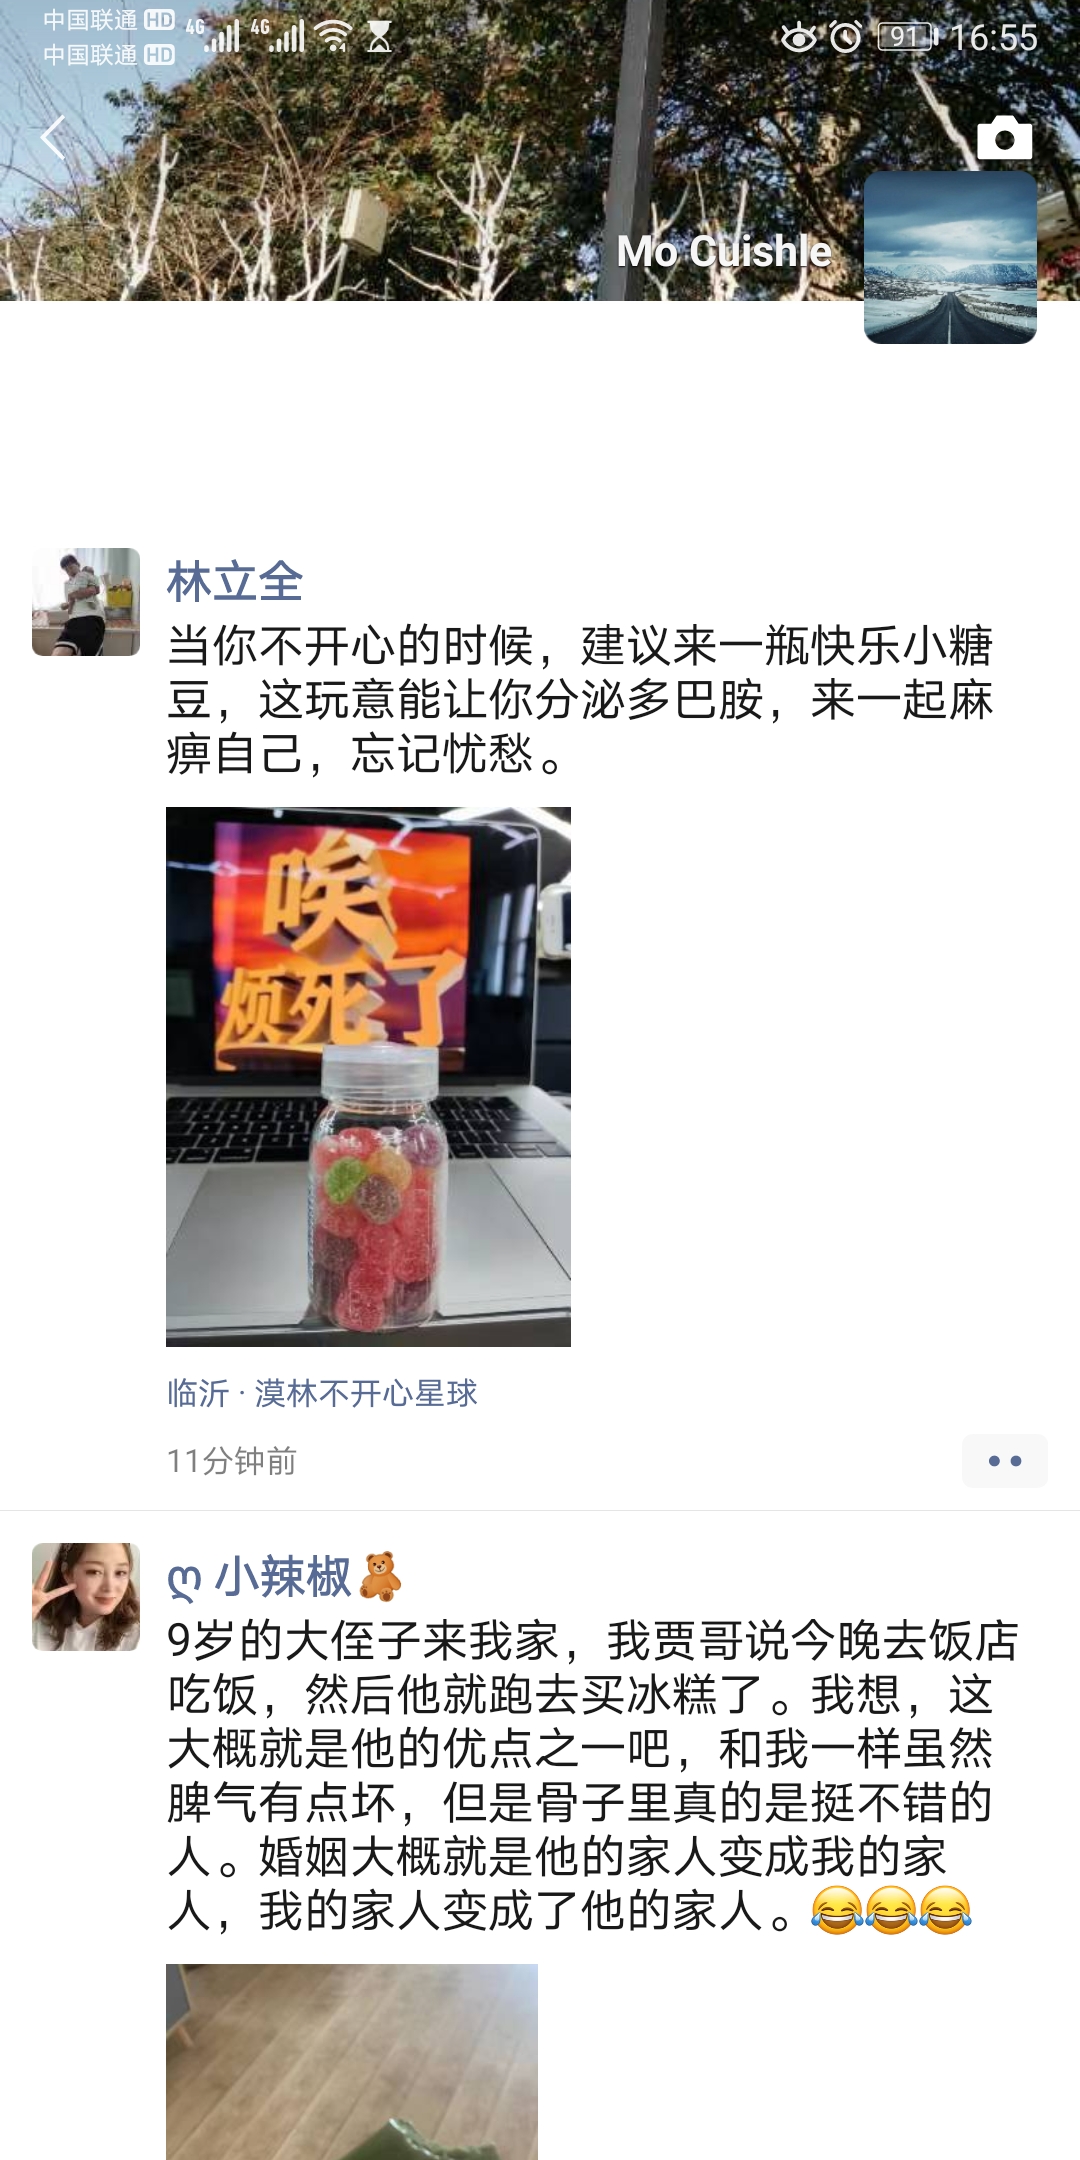 中国联通 HD
中国联通 HD
4G 4G
91 16:55
Mo Cuishle
林立全
当你不开心的时候，建议来一瓶快乐小糖
豆，这玩意能让你分泌多巴胺，来一起麻
痹自己，忘记忧愁。
唉
烦死了
临沂 · 漠林不开心星球
11分钟前
ღ 小辣椒🧸
9岁的大侄子来我家，我贾哥说今晚去饭店
吃饭，然后他就跑去买冰糕了。我想，这
大概就是他的优点之一吧，和我一样虽然
脾气有点坏，但是骨子里真的是挺不错的
人。婚姻大概就是他的家人变成我的家
人，我的家人变成了他的家人。😂😂😂